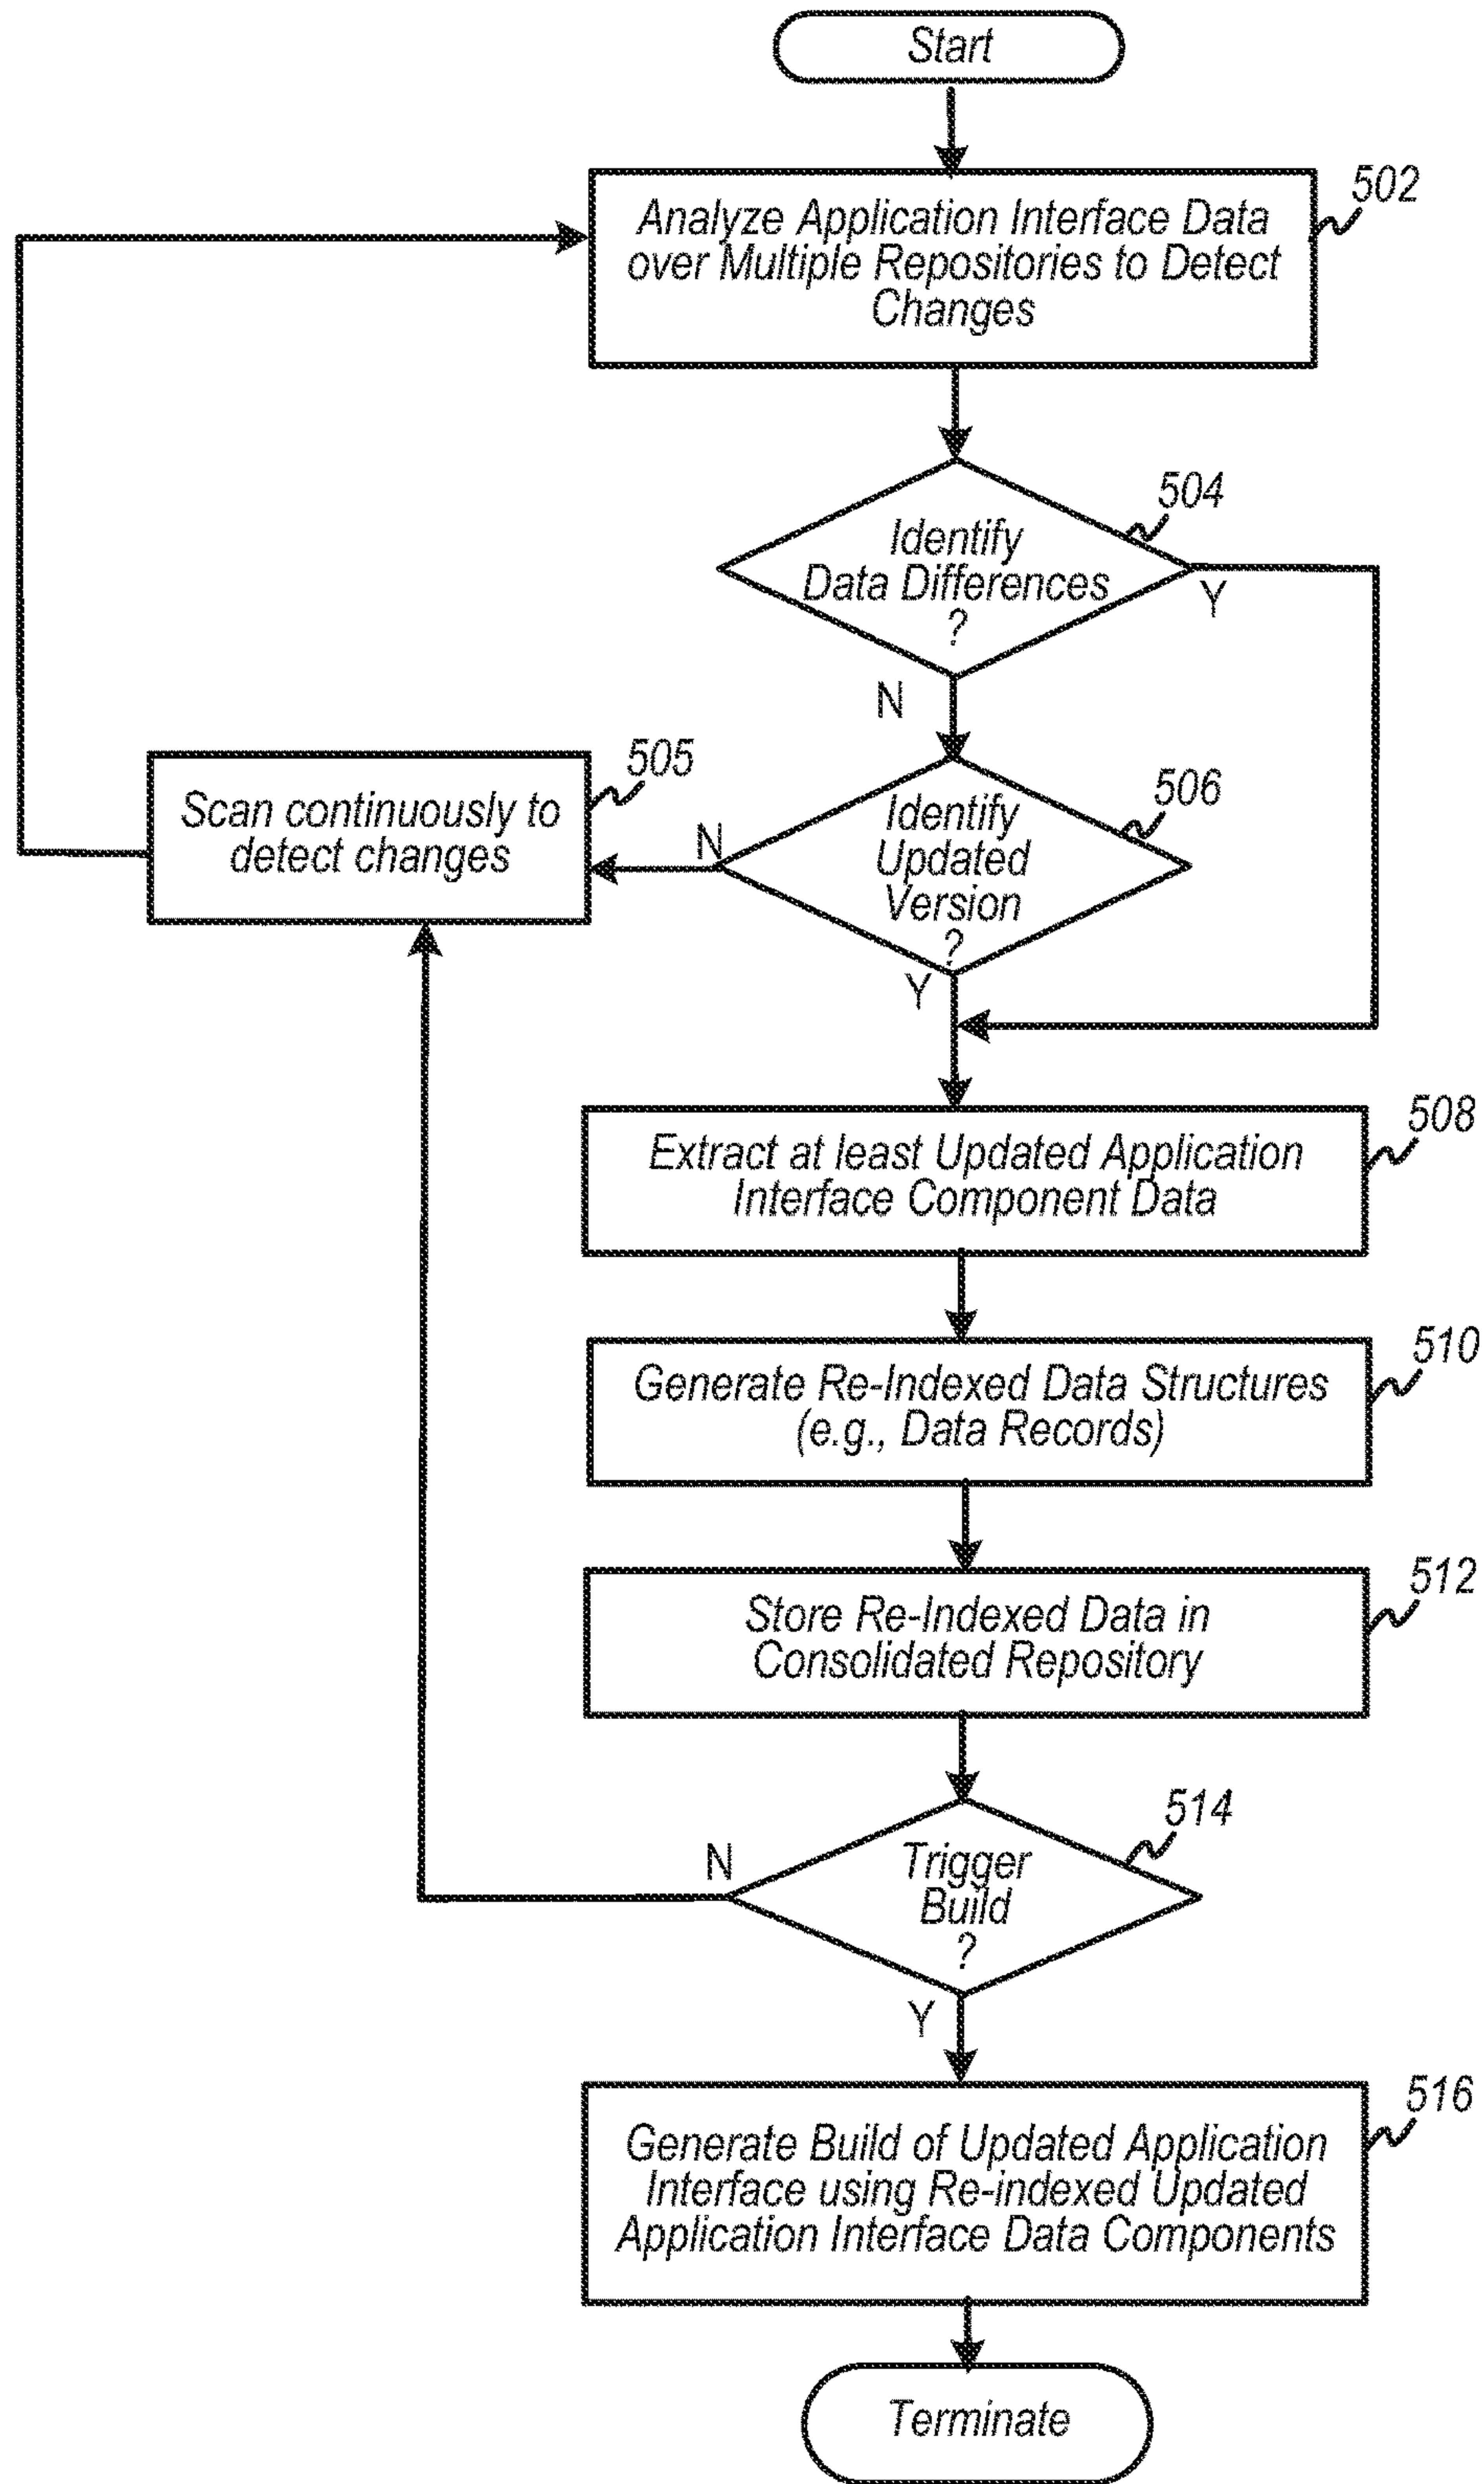 Start
502
Analyze Application Interface Data
over Multiple Repositories to Detect
Changes
504
Identify
Data Differences
?
Y
N
505
Scan continuously to
detect changes
506
Identify
Updated
Version
?
N
Y
508
Extract at least Updated Application
Interface Component Data
510
Generate Re-Indexed Data Structures
(e.g., Data Records)
512
Store Re-Indexed Data in
Consolidated Repository
514
Trigger
Build
?
N
Y
516
Generate Build of Updated Application
Interface using Re-indexed Updated
Application Interface Data Components
Terminate